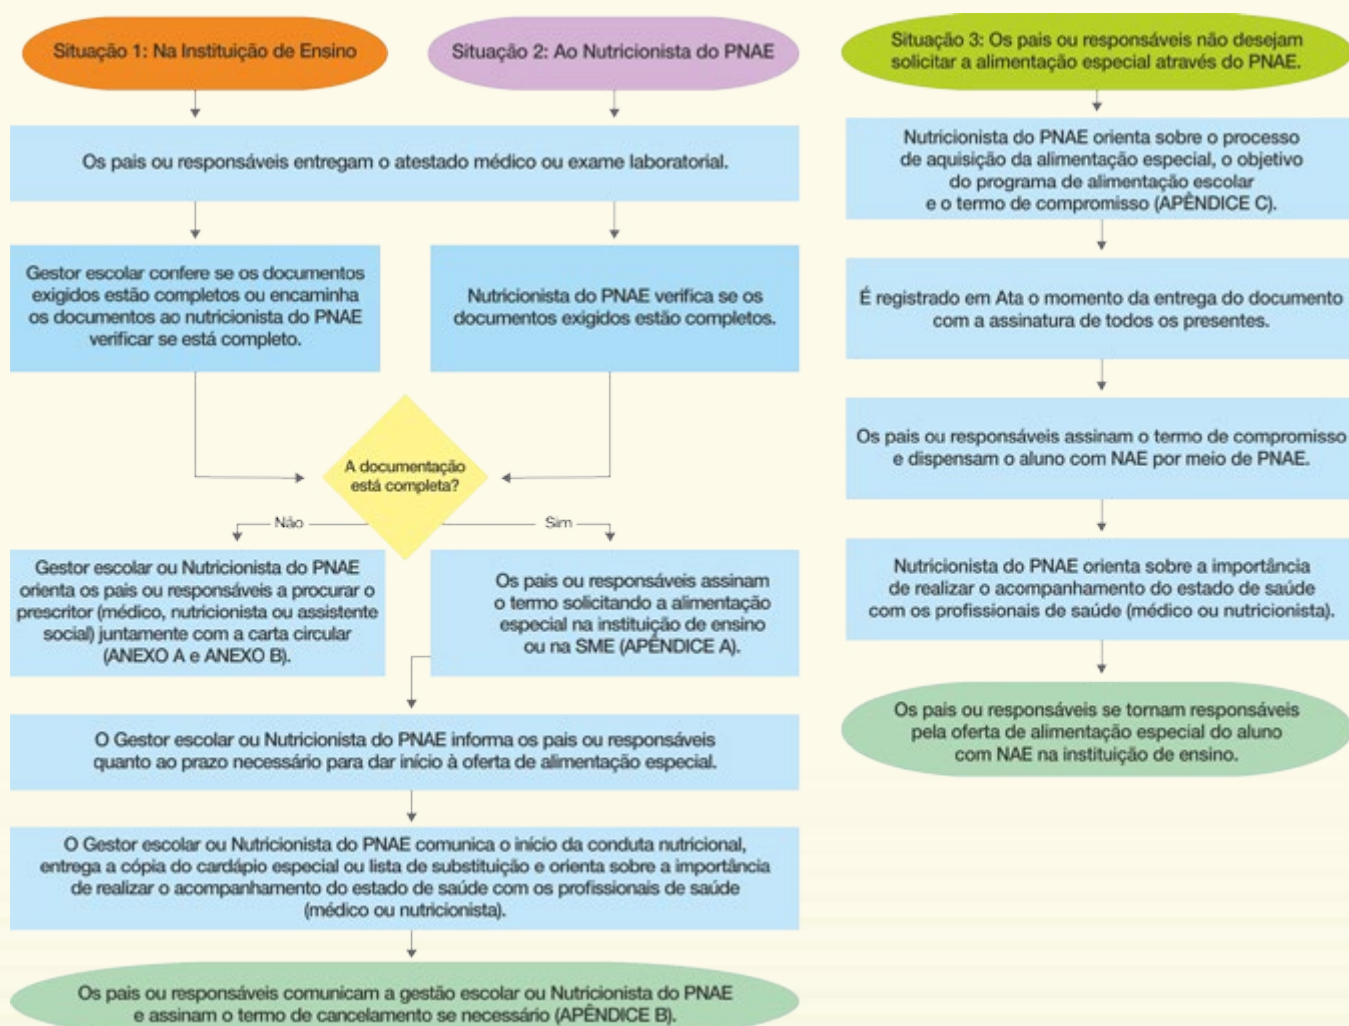 Situação 1: Na Instituição de Ensino
Situação 2: Ao Nutricionista do PNAE
Os pais ou responsáveis entregam o atestado médico ou exame laboratorial.
Gestor escolar confere se os documentos
exigidos estão completos ou encaminha
os documentos ao nutricionista do PNAE
verificar se está completo.
Nutricionista do PNAE verifica se os
documentos exigidos estão completos.
A documentação
está completa?
Não
Sim
Gestor escolar ou Nutricionista do PNAE
orienta os pais ou responsáveis a procurar o
prescritor (médico, nutricionista ou assistente
social) juntamente com a carta circular
(ANEXO A e ANEXO B).
Os pais ou responsáveis assinam
o termo solicitando a alimentação
especial na instituição de ensino
ou na SME (APÊNDICE A).
O Gestor escolar ou Nutricionista do PNAE informa os pais ou responsáveis
quanto ao prazo necessário para dar início à oferta de alimentação especial.
O Gestor escolar ou Nutricionista do PNAE comunica o início da conduta nutricional,
entrega a cópia do cardápio especial ou lista de substituição e orienta sobre a importância
de realizar o acompanhamento do estado de saúde com os profissionais de saúde
(médico ou nutricionista).
Os pais ou responsáveis comunicam a gestão escolar ou Nutricionista do PNAE
e assinam o termo de cancelamento se necessário (APÊNDICE B).
Situação 3: Os pais ou responsáveis não desejam
solicitar a alimentação especial através do PNAE.
Nutricionista do PNAE orienta sobre o processo
de aquisição da alimentação especial, o objetivo
do programa de alimentação escolar
e o termo de compromisso (APÊNDICE C).
É registrado em Ata o momento da entrega do documento
com a assinatura de todos os presentes.
Os pais ou responsáveis assinam o termo de compromisso
e dispensam o aluno com NAE por meio de PNAE.
Nutricionista do PNAE orienta sobre a importância
de realizar o acompanhamento do estado de saúde
com os profissionais de saúde (médico ou nutricionista).
Os pais ou responsáveis se tornam responsáveis
pela oferta de alimentação especial do aluno
com NAE na instituição de ensino.